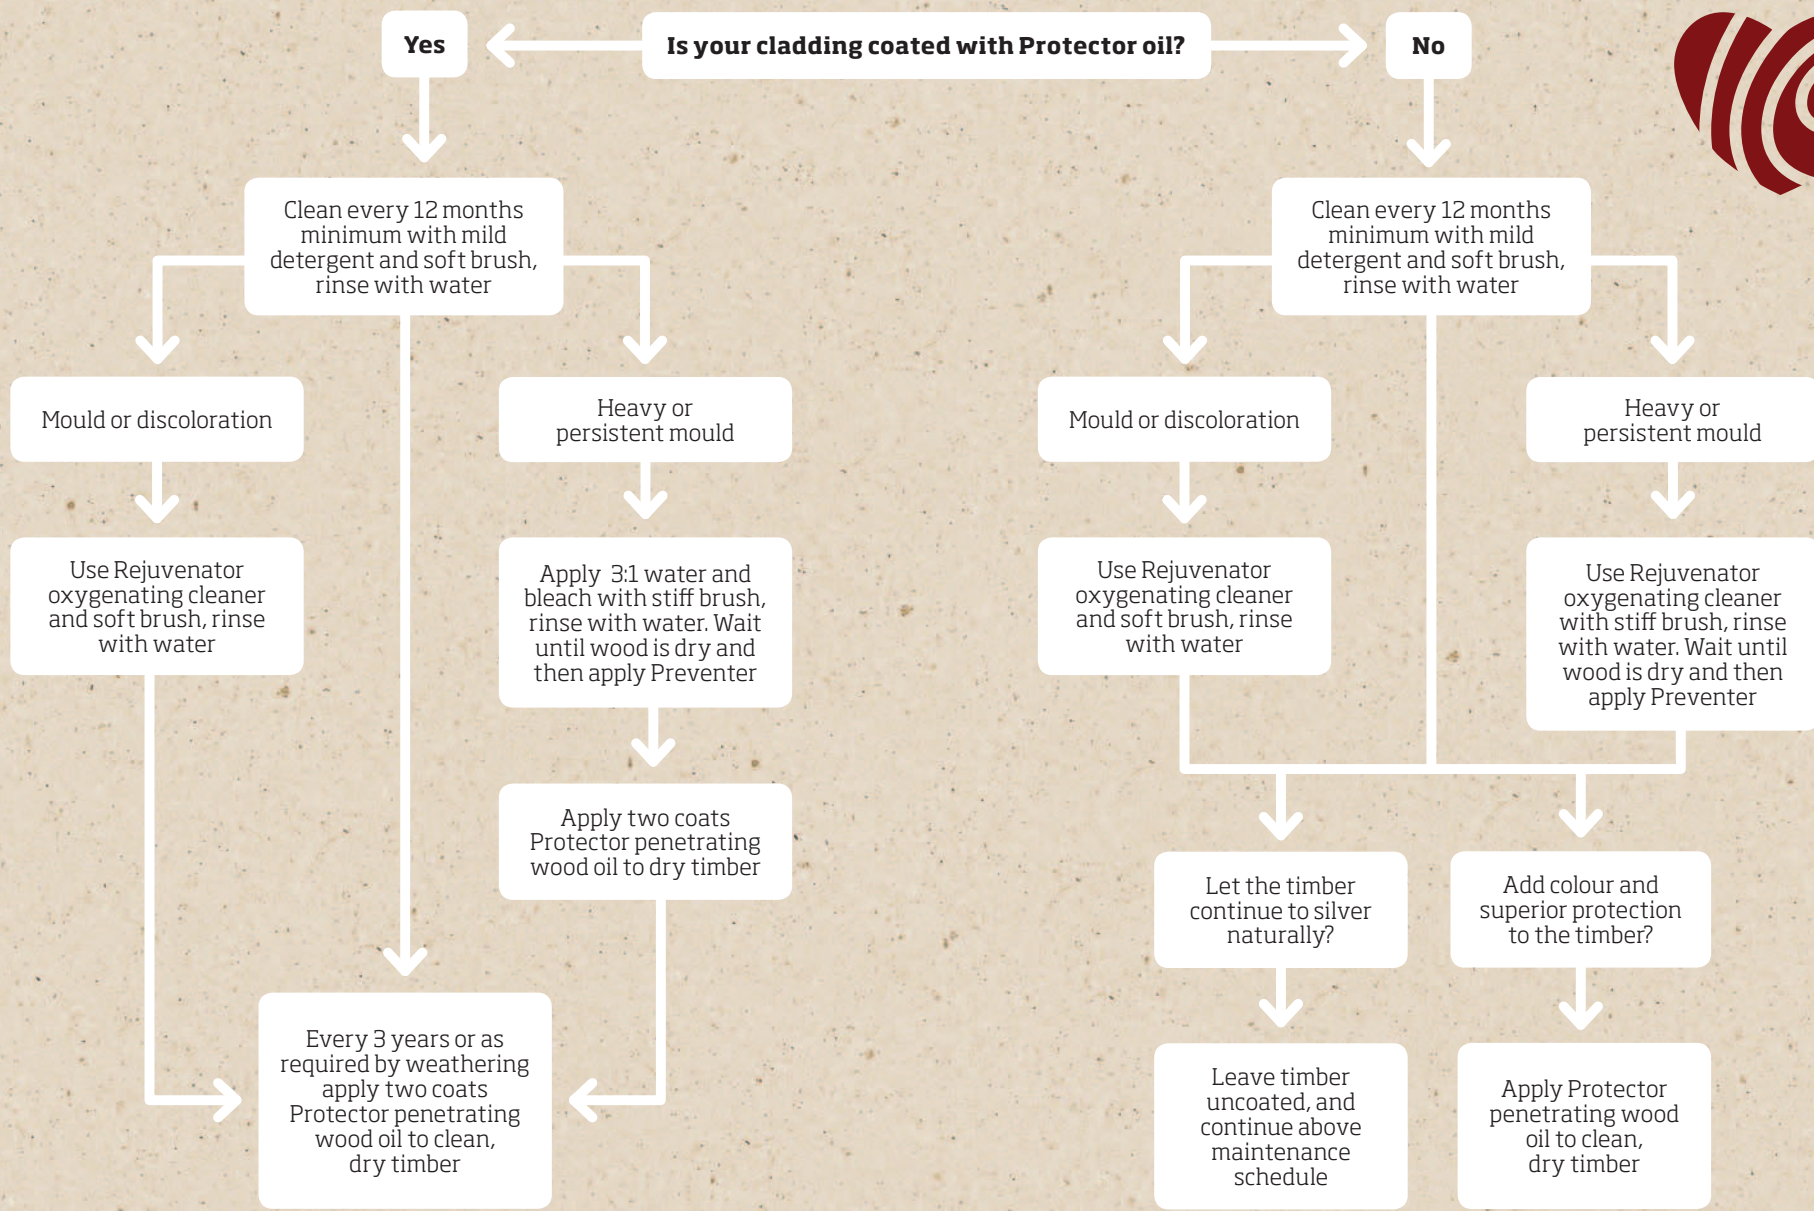 Is your cladding coated with Protector oil?
Yes
No
Clean every 12 months
minimum with mild
detergent and soft brush,
rinse with water
Mould or discoloration
Heavy or
persistent mould
Use Rejuvenator
oxygenating cleaner
and soft brush, rinse
with water
Apply 3:1 water and
bleach with stiff brush,
rinse with water. Wait
until wood is dry and
then apply Preventer
Apply two coats
Protector penetrating
wood oil to dry timber
Every 3 years or as
required by weathering
apply two coats
Protector penetrating
wood oil to clean,
dry timber
Clean every 12 months
minimum with mild
detergent and soft brush,
rinse with water
Mould or discoloration
Heavy or
persistent mould
Use Rejuvenator
oxygenating cleaner
and soft brush, rinse
with water
Use Rejuvenator
oxygenating cleaner
with stiff brush, rinse
with water. Wait until
wood is dry and then
apply Preventer
Let the timber
continue to silver
naturally?
Add colour and
superior protection
to the timber?
Leave timber
uncoated, and
continue above
maintenance
schedule
Apply Protector
penetrating wood
oil to clean,
dry timber